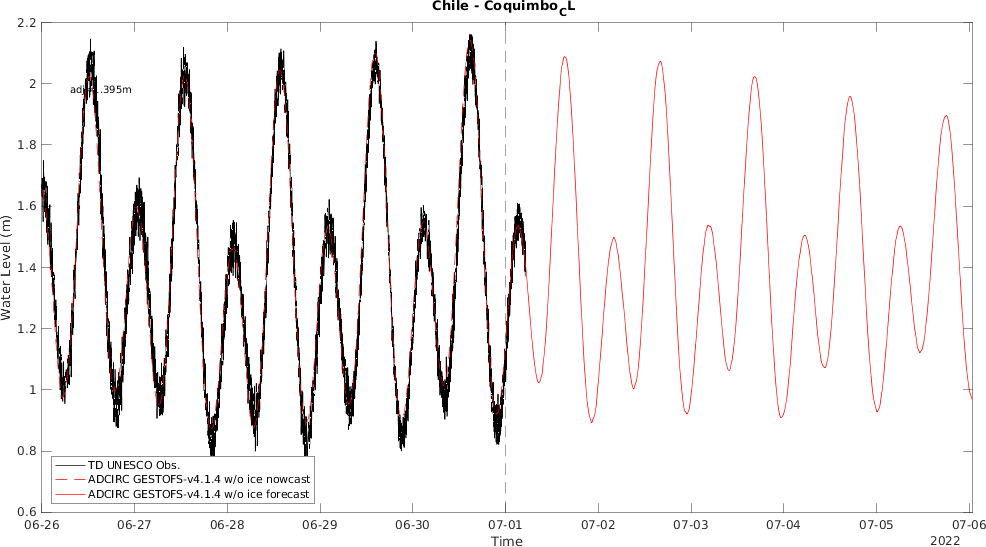 Chile - CoquimboCL
2.2
2
1.8
1.6
1.4
1.2
1
0.8
0.6
Water Level (m)
1.395m
TD UNESCO Obs.
ADCIRC GESTOFS-v4.1.4 w/o ice nowcast
ADCIRC GESTOFS-v4.1.4 w/o ice forecast
06-26 06-27 06-28 06-29 06-30 07-01 07-02 07-03 07-04 07-05 07-06
Time
2022